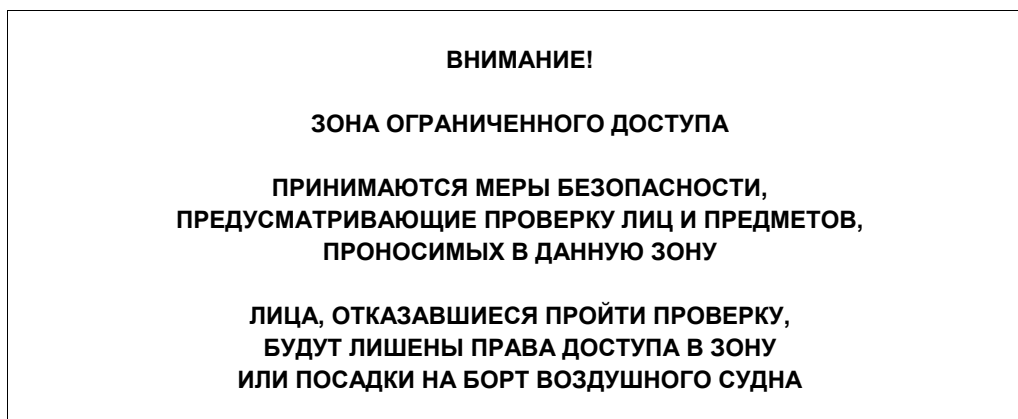 ВНИМАНИЕ!
ЗОНА ОГРАНИЧЕННОГО ДОСТУПА
ПРИНИМАЮТСЯ МЕРЫ БЕЗОПАСНОСТИ,
ПРЕДУСМАТРИВАЮЩИЕ ПРОВЕРКУ ЛИЦ И ПРЕДМЕТОВ,
ПРОНОСИМЫХ В ДАННУЮ ЗОНУ
ЛИЦА, ОТКАЗАВШИЕСЯ ПРОЙТИ ПРОВЕРКУ,
БУДУТ ЛИШЕНЫ ПРАВА ДОСТУПА В ЗОНУ
ИЛИ ПОСАДКИ НА БОРТ ВОЗДУШНОГО СУДНА